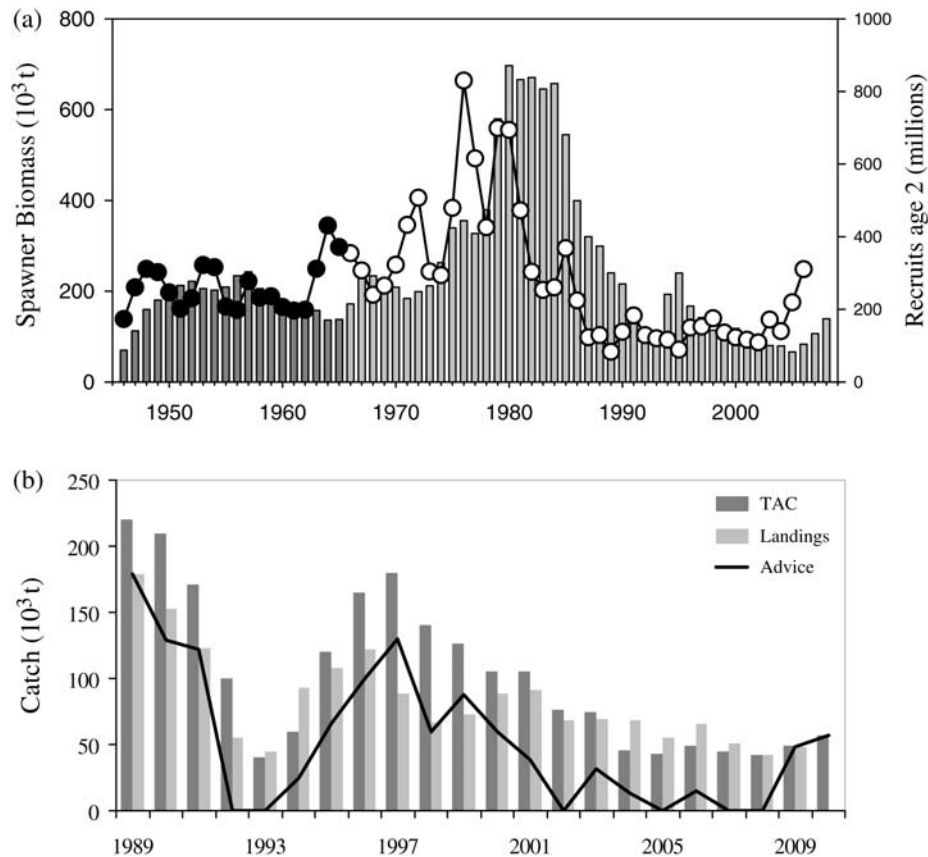 (a)
800
600
400
200
0
Spawner Biomass (10³ t)
1000
800
600
400
200
0
Recruits age 2 (millions)
1950 1960 1970 1980 1990 2000
(b)
250
200
150
100
50
0
Catch (10³ t)
TAC
Landings
Advice
1989 1993 1997 2001 2005 2009